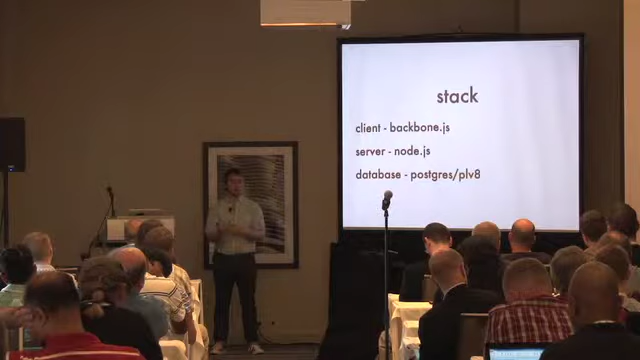 stack
client - backbone.js
server - node.js
database - postgres/plv8